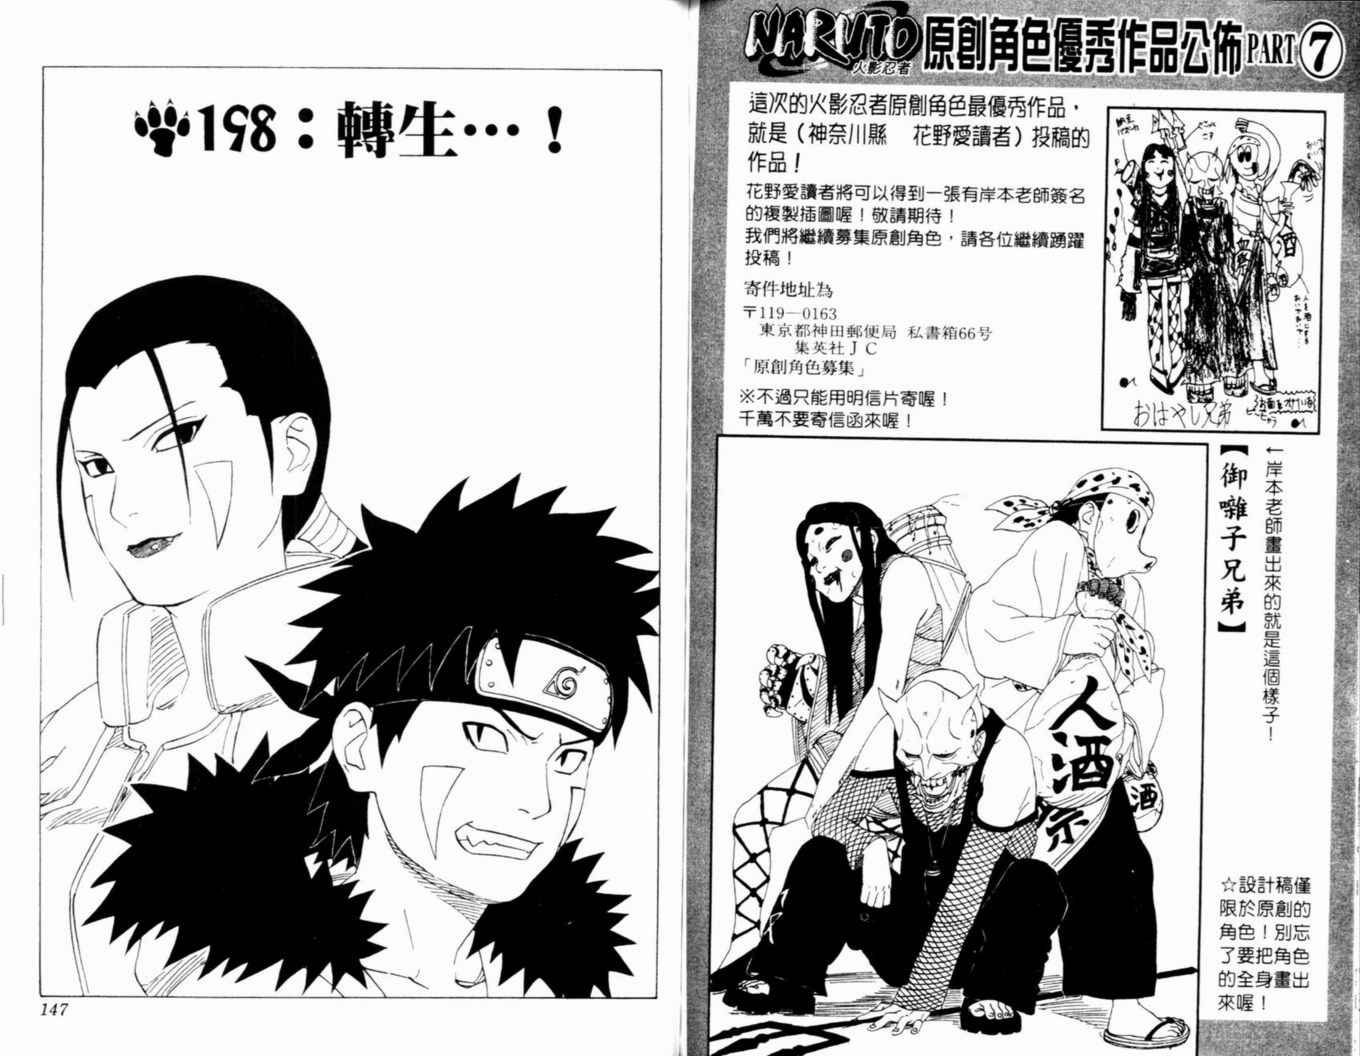 NARUTO
火影忍者
原創角色優秀作品公佈PART⑦
這次的火影忍者原創角色最優秀作品，
就是（神奈川縣　花野愛讀者）投稿的
作品！
花野愛讀者將可以得到一張有岸本老師簽名
的複製插圖喔！敬請期待！
我們將繼續募集原創角色，請各位繼續踴躍
投稿！
寄件地址為
〒119—0163
東京都神田郵便局 私書箱66号
集英社ＪＣ
「原創角色募集」
※不過只能用明信片寄喔！
千萬不要寄信函來喔！
酒
おはやし兄弟
←岸本老師畫出來的就是這個樣子！
【御囃子兄弟】
人酒宗
酒
☆設計稿僅
限於原創的
角色！別忘
了要把角色
的全身畫出
來喔！
198：轉生…！
147